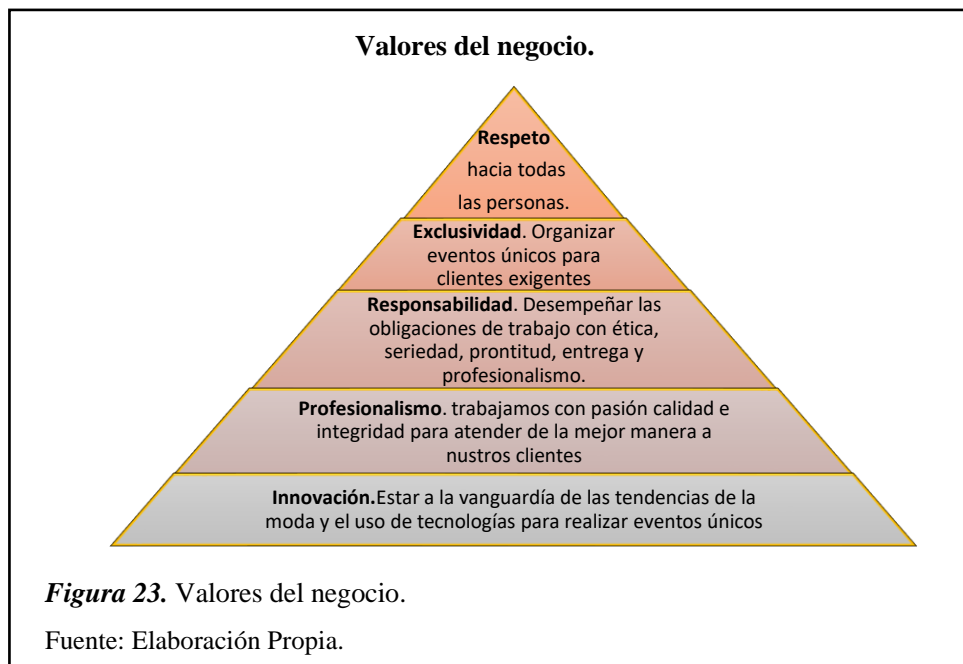 Valores del negocio.
Respeto
hacia todas
las personas.
Exclusividad. Organizar
eventos únicos para
clientes exigentes
Responsabilidad. Desempeñar las
obligaciones de trabajo con ética,
seriedad, prontitud, entrega y
profesionalismo.
Profesionalismo. trabajamos con pasión calidad e
integridad para atender de la mejor manera a
nustros clientes
Innovación.Estar a la vanguardía de las tendencias de la
moda y el uso de tecnologías para realizar eventos únicos
Figura 23. Valores del negocio.
Fuente: Elaboración Propia.